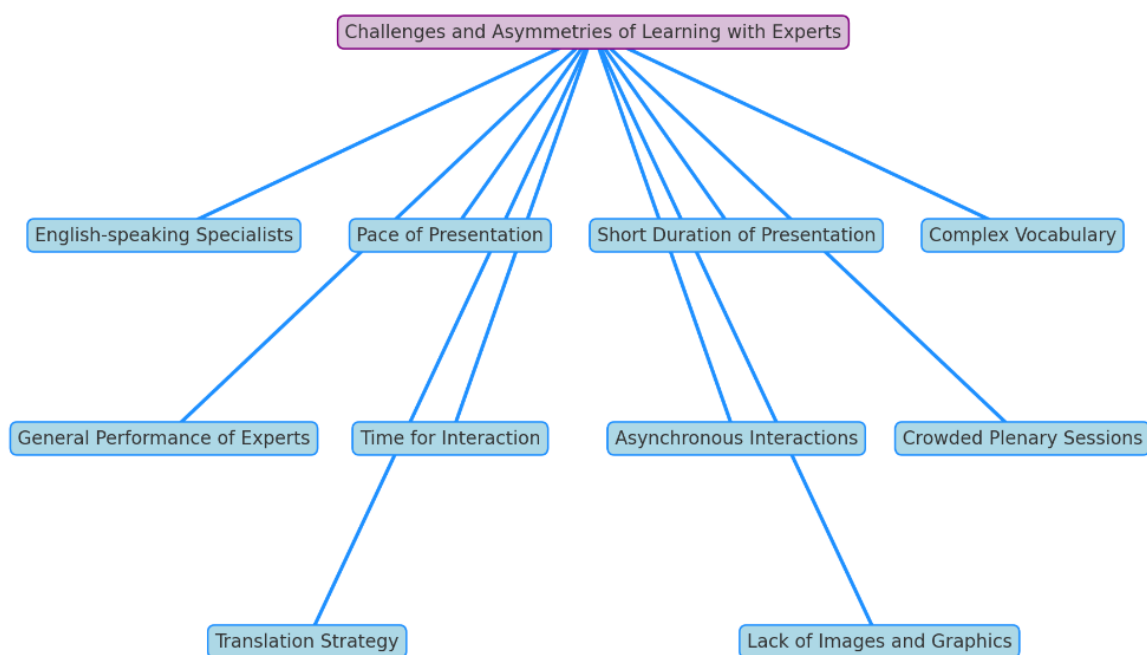 Challenges and Asymmetries of Learning with Experts
English-speaking Specialists
Pace of Presentation
Short Duration of Presentation
Complex Vocabulary
General Performance of Experts
Time for Interaction
Asynchronous Interactions
Crowded Plenary Sessions
Translation Strategy
Lack of Images and Graphics